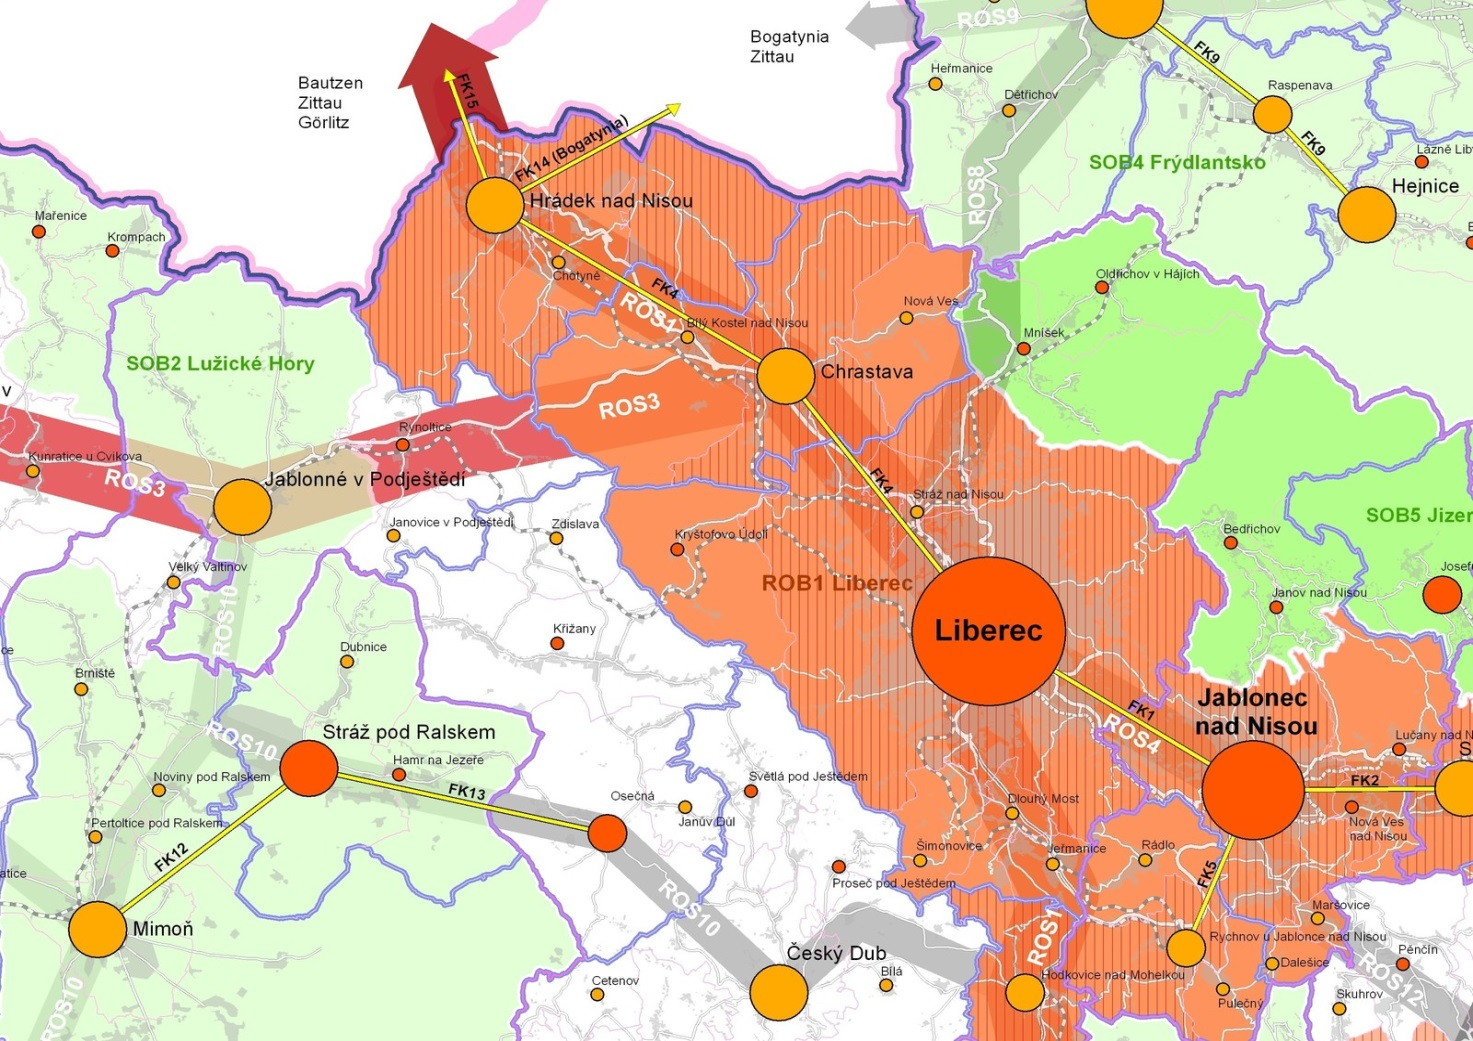 ROS9
Bogatynia
Zittau
FK9
Heřmanice
Bautzen
Zittau
Görlitz
FK15
Raspenava
Dětřichov
FK14 (Bogatynia)
FK9
SOB4 Frýdlantsko
Lázně Lib
Hejnice
ROS8
Hrádek nad Nisou
Mařenice
Krompach
Chotyně
FK4
Oldřichov v Hájích
Nová Ves
ROS1
Bílý Kostel nad Nisou
Mníšek
SOB2 Lužické Hory
Chrastava
v
ROS3
Rynoltice
Kunratice u Cvikova
ROS3
Jablonné v Podještědí
FK4
Stráž nad Nisou
SOB5 Jizer
Janovice v Podještědí
Zdislava
Kryštofovo Údolí
Bedřichov
Velký Valtinov
ROB1 Liberec
Josef
Janov nad Nisou
ROS10
Liberec
Křižany
Dubnice
ce
Brniště
Jablonec
nad Nisou
FK1
ROS4
Stráž pod Ralskem
ROS10
Lučany nad N
S
Hamr na Jezeře
Noviny pod Ralskem
Světlá pod Ještědem
FK2
FK13
Osečná
Dlouhý Most
Janův Důl
Nová Ves
nad Nisou
Pertoltice pod Ralskem
Šimonovice
Jeřmanice
Rádlo
FK12
FK5
atice
Proseč pod Ještědem
ROS10
Maršovice
Mimoň
ROS1
Rychnov u Jablonce nad Nisou
Český Dub
Pěnčín
Dalešice
Bílá
Hodkovice nad Mohelkou
ROS12
Cetenov
Pulečný
Skuhrov
ROS10